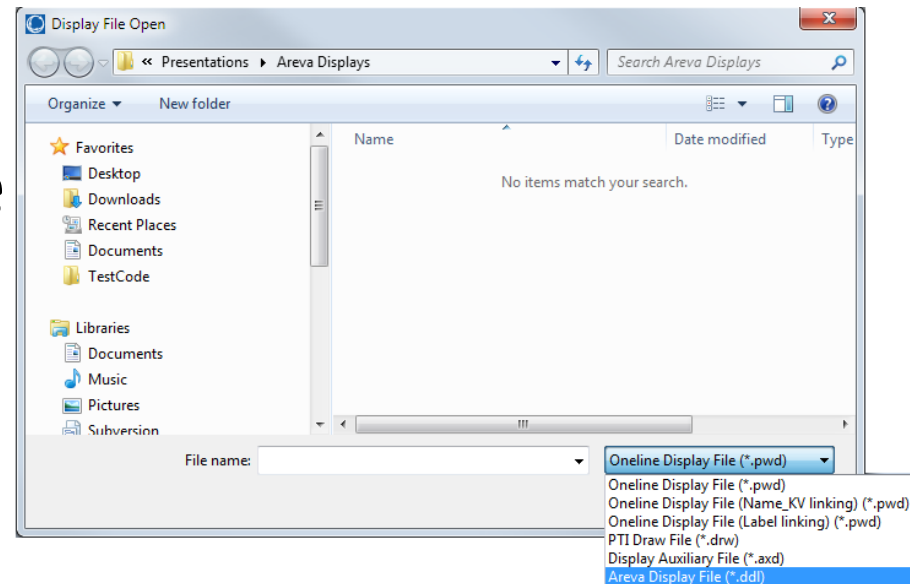 Display File Open
« Presentations Areva Displays Search Areva Displays
Organize New folder
Name Date modified Type
No items match your search.
Favorites
Desktop
Downloads
Recent Places
Documents
TestCode
Libraries
Documents
Music
Pictures
Subversion
File name: Oneline Display File (*.pwd)
Oneline Display File (*.pwd)
Oneline Display File (Name_KV linking) (*.pwd)
Oneline Display File (Label linking) (*.pwd)
PTI Draw File (*.drw)
Display Auxiliary File (*.axd)
Areva Display File (*.ddl)